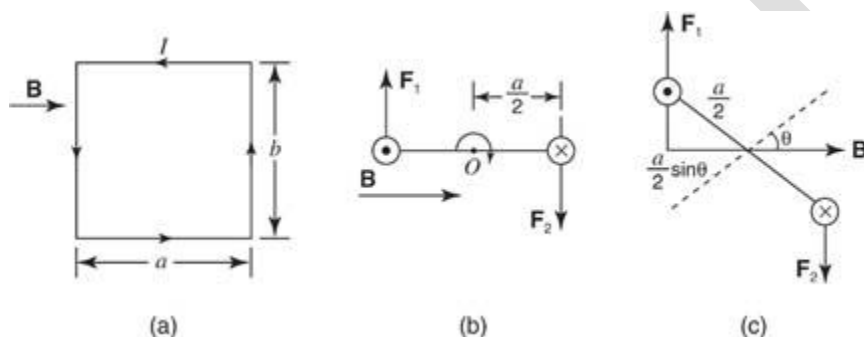 I
B
b
a
(a)
F₁
a/2
O
B
F₂
(b)
F₁
a/2
θ
B
a/2 sinθ
F₂
(c)